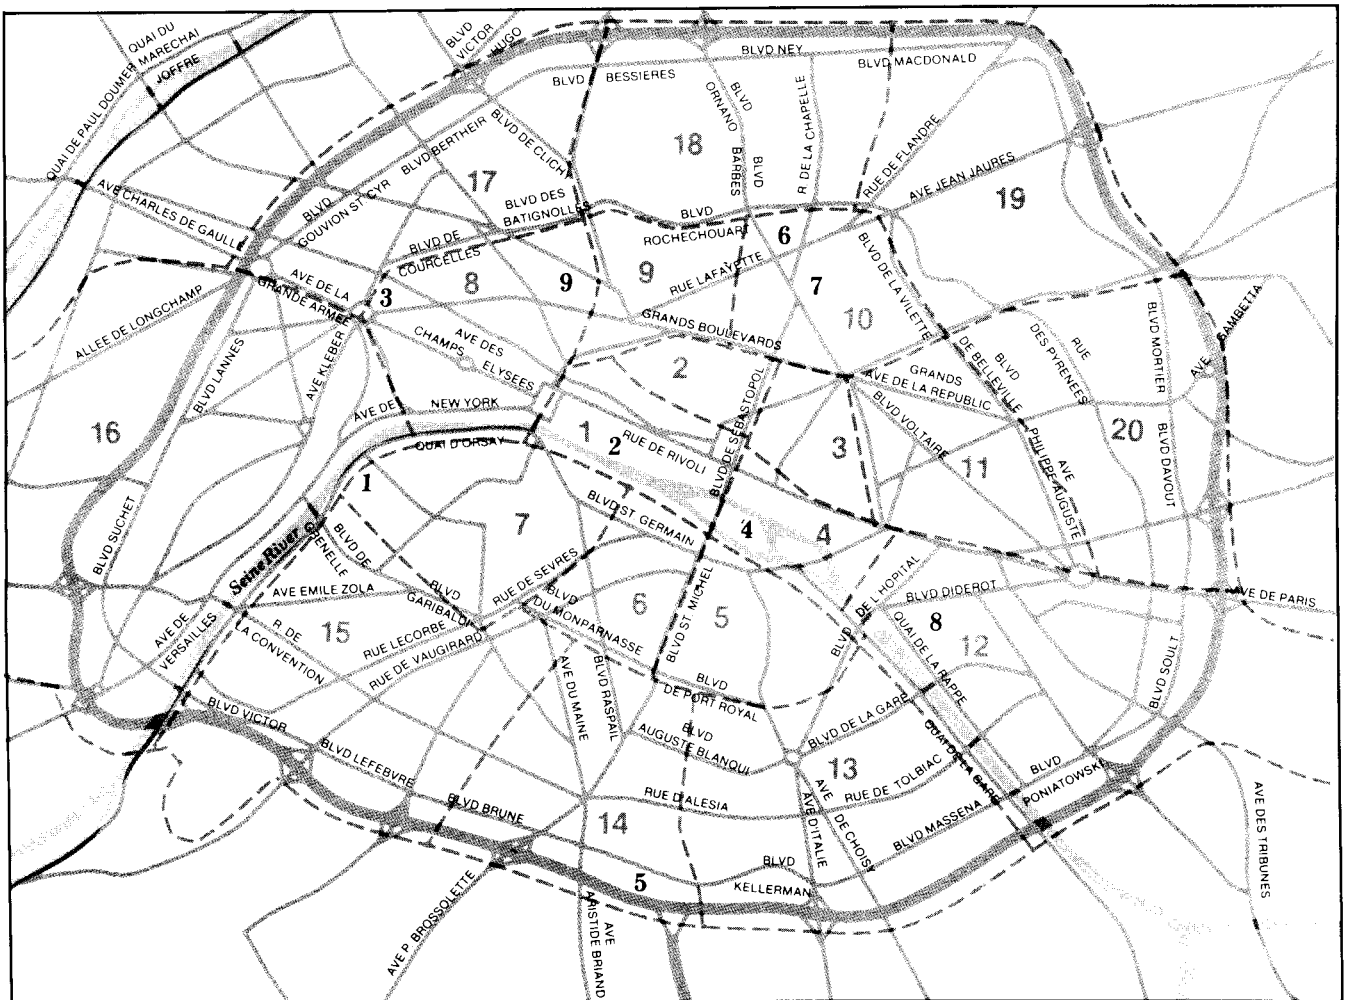 QUAI DU
MARECHAl
JOFFRE
QUAI DE PAUL DOUMER
BLVD
VICTOR
HUGO
BLVD NEY
BLVD MACDONALD
BLVD BESSIERES
BLVD
ORNANO
BLVD
BARBES
R. DE LA CHAPELLE
RUE DE FLANDRE
AVE JEAN JAURES
18
19
17
BLVD BERTHEIR
BLVD DE CLICHY
BLVD DES
BATIGNOLLES
BLVD
GOUVION ST CYR
AVE CHARLES DE GAULLE
BLVD
ROCHECHOUART
6
BLVD DE
COURCELLES
8
9
9
RUE LAFAYETTE
7
BLVD DE LA VILLETTE
AVE DE LA
GRANDE ARMEE
3
ALLEE DE LONGCHAMP
10
GRANDS BOULEVARDS
AVE DES
CHAMPS ELYSEES
2
BLVD LANNES
AVE KLEBER
BLVD
DE BELLEVILLE
RUE
DES PYRENEES
BLVD MORTIER
AVE GAMBETTA
GRANDS
AVE DE LA REPUBLIC
BLVD VOLTAIRE
AVE DE NEW YORK
QUAI D'ORSAY
16
1
2
RUE DE RIVOLI
BLVD DE SEBASTOPOL
3
11
AVE
PHILIPPE-AUGUSTE
20
BLVD DAVOUT
1
7
BLVD ST GERMAIN
4
4
BLVD SUCHET
Seine River
BLVD DE
GRENELLE
AVE EMILE ZOLA
BLVD
GARIBALDI
RUE DE SEVRES
BLVD
DU MONPARNASSE
6
BLVD ST MICHEL
5
BLVD DE L'HOPITAL
BLVD DIDEROT
AVE DE PARIS
8
12
QUAI DE LA RAPPE
BLVD SOULT
AVE DE
VERSAILLES
R. DE
LA CONVENTION
15
RUE LECORBE
RUE DE VAUGIRARD
AVE DU MAINE
BLVD RASPAIL
BLVD
DE PORT ROYAL
BLVD VICTOR
BLVD
AUGUSTE BLANQUI
BLVD DE LA GARE
QUAI DE LA GARE
BLVD LEFEBVRE
13
RUE DE TOLBIAC
BLVD
PONIATOWSKI
BLVD BRUNE
RUE D'ALESIA
14
AVE D'ITALIE
AVE
DE CHOISY
BLVD MASSENA
AVE DES TRIBUNES
BLVD
KELLERMAN
5
AVE P. BROSSOLETTE
AVE
ARISTIDE BRIAND